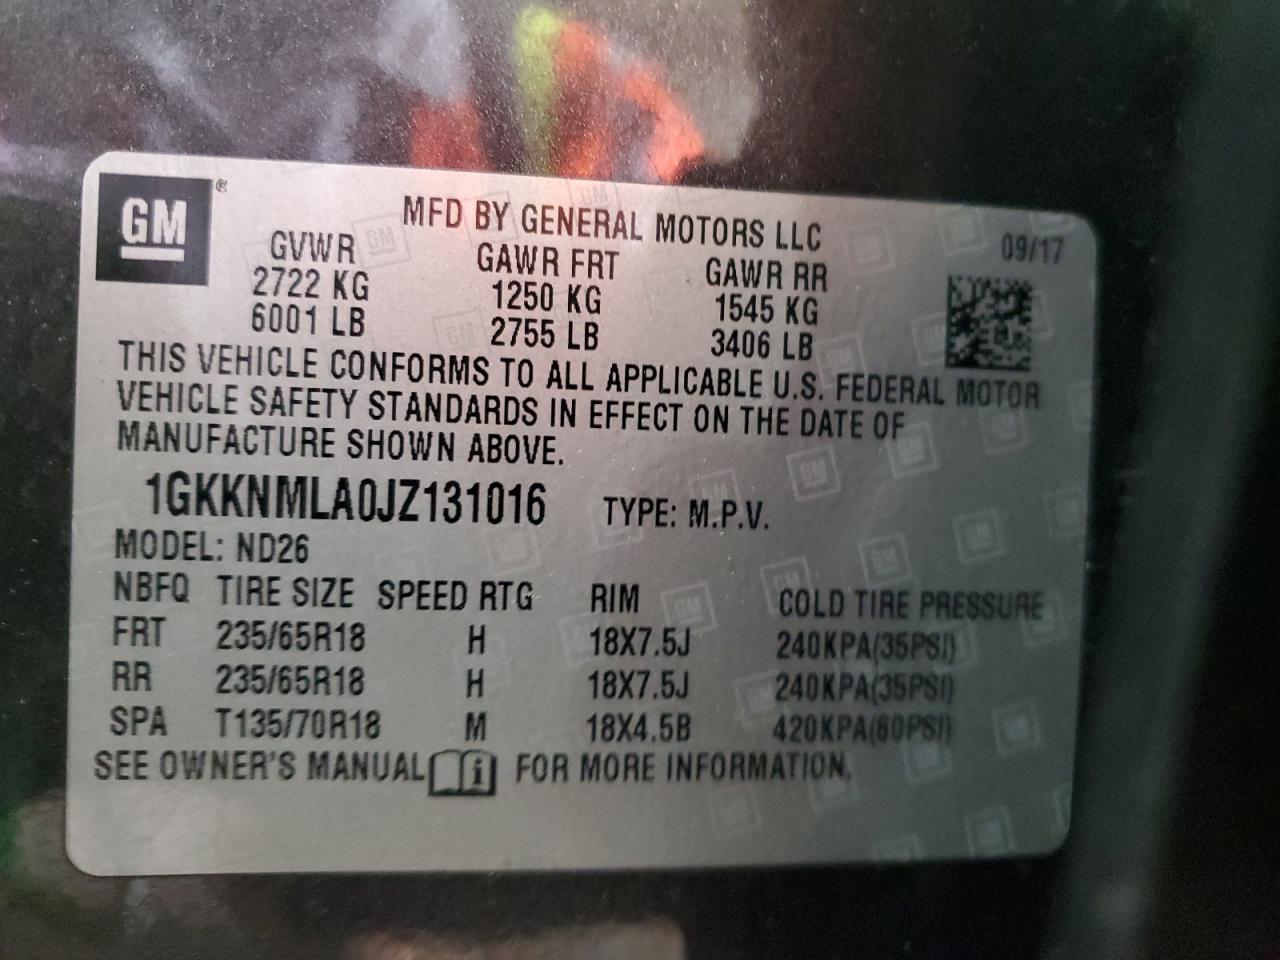 GM ®
MFD BY GENERAL MOTORS LLC
09/17
GVWR GAWR FRT GAWR RR
2722 KG 1250 KG 1545 KG
6001 LB 2755 LB 3406 LB
THIS VEHICLE CONFORMS TO ALL APPLICABLE U.S. FEDERAL MOTOR
VEHICLE SAFETY STANDARDS IN EFFECT ON THE DATE OF
MANUFACTURE SHOWN ABOVE.
1GKKNMLA0JZ131016 TYPE: M.P.V.
MODEL: ND26
NBFQ TIRE SIZE SPEED RTG RIM COLD TIRE PRESSURE
FRT 235/65R18 H 18X7.5J 240KPA(35PSI)
RR 235/65R18 H 18X7.5J 240KPA(35PSI)
SPA T135/70R18 M 18X4.5B 420KPA(60PSI)
SEE OWNER'S MANUAL i FOR MORE INFORMATION.